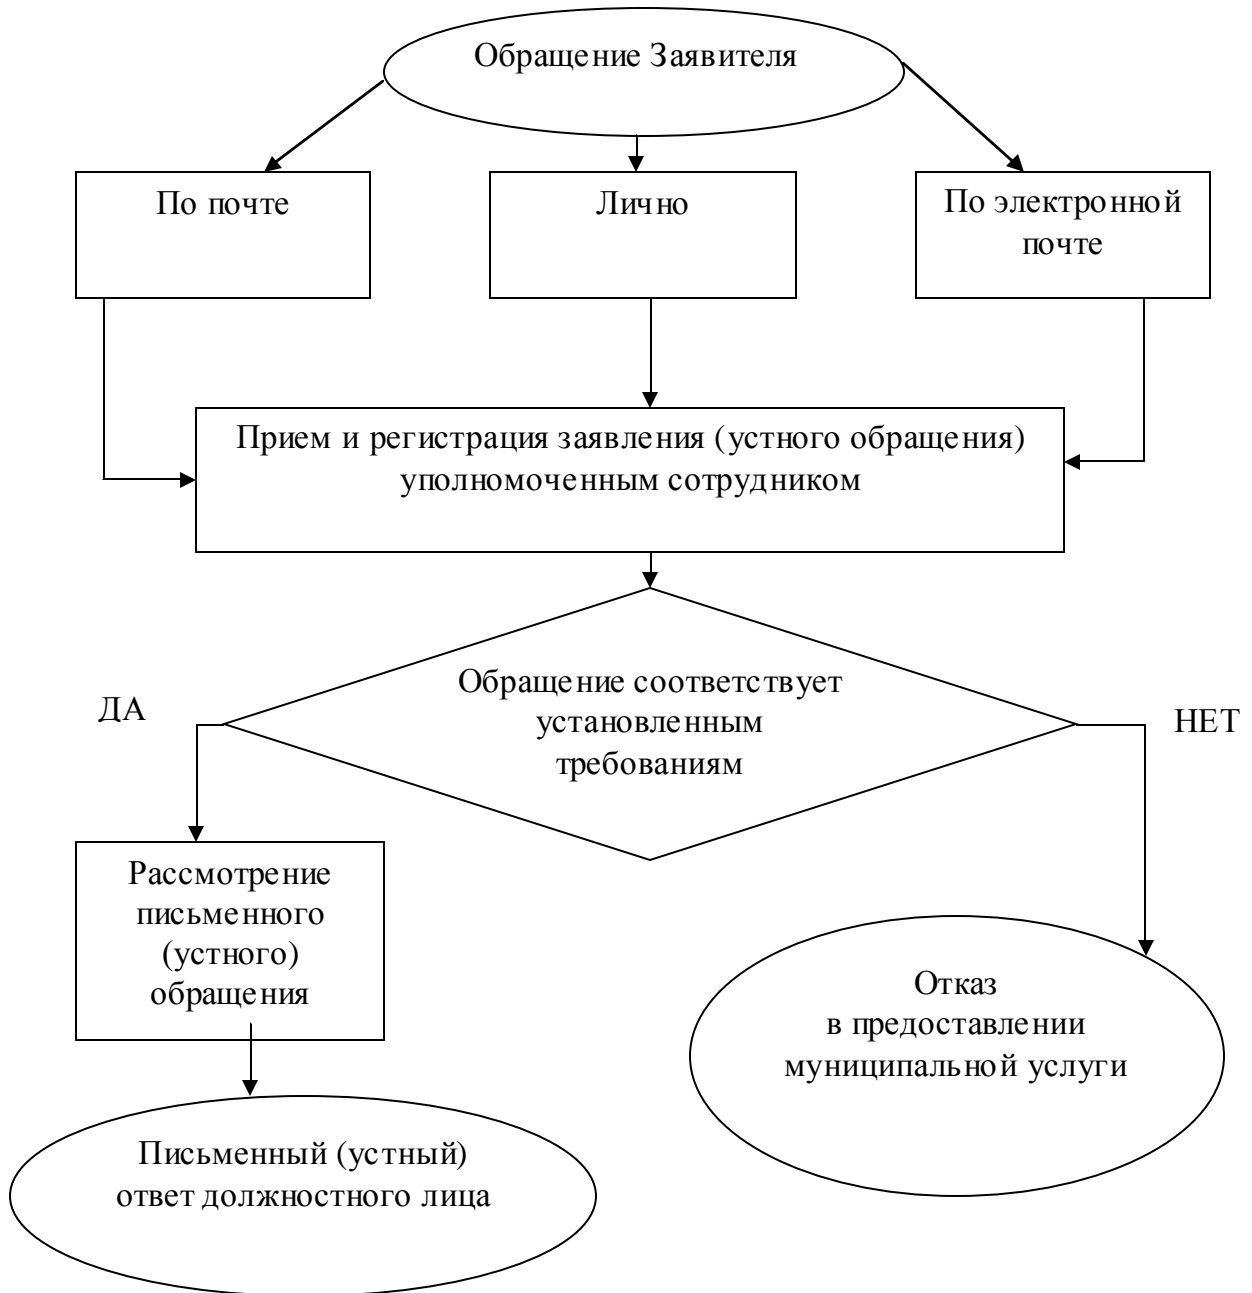 Обращение Заявителя
По почте
Лично
По электронной
почте
Прием и регистрация заявления (устного обращения)
уполномоченным сотрудником
Обращение соответствует
установленным
требованиям
ДА
НЕТ
Рассмотрение
письменного
(устного)
обращения
Отказ
в предоставлении
муниципальной услуги
Письменный (устный)
ответ должностного лица